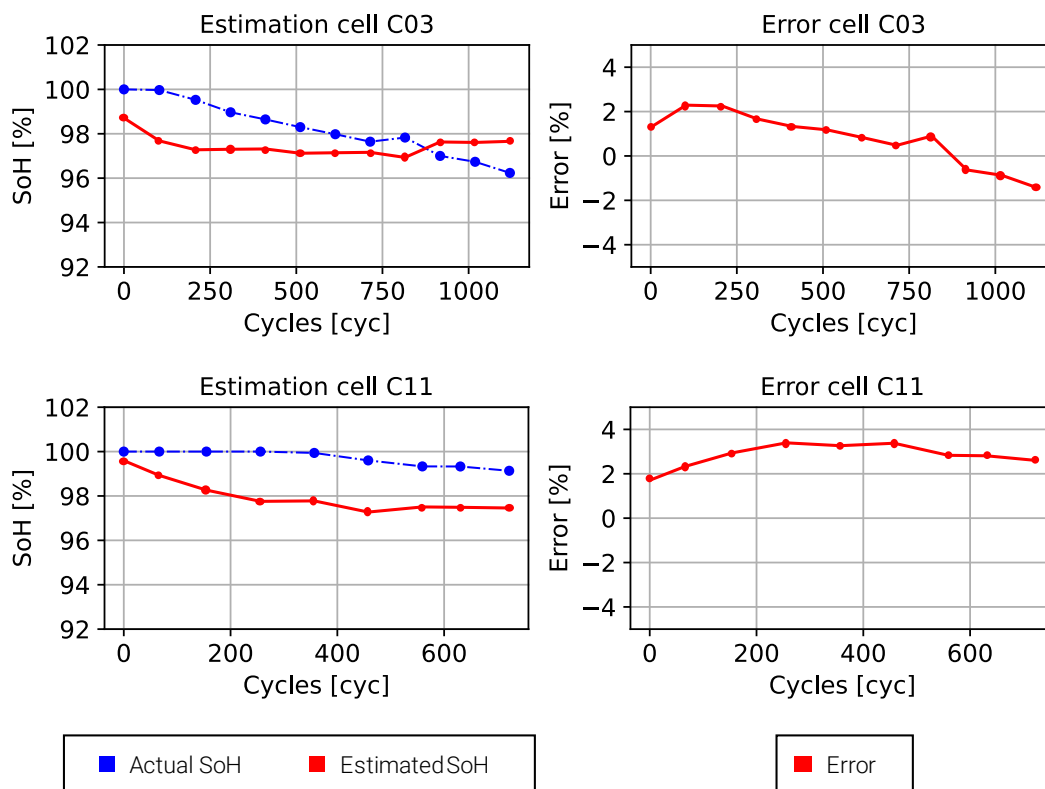 Estimation cell C03
Error cell C03
102
100
98
96
94
92
SoH [%]
0 250 500 750 1000
Cycles [cyc]
4
2
0
−2
−4
Error [%]
0 250 500 750 1000
Cycles [cyc]
Estimation cell C11
Error cell C11
102
100
98
96
94
92
SoH [%]
0 200 400 600
Cycles [cyc]
4
2
0
−2
−4
Error [%]
0 200 400 600
Cycles [cyc]
Actual SoH Estimated SoH
Error